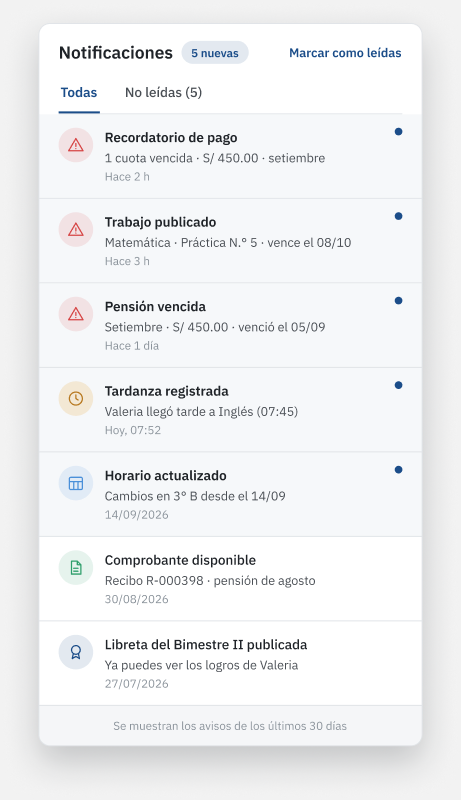 Notificaciones
5 nuevas
Marcar como leídas
Todas
No leídas (5)
Recordatorio de pago
1 cuota vencida · S/ 450.00 · setiembre
Hace 2 h
Trabajo publicado
Matemática · Práctica N.° 5 · vence el 08/10
Hace 3 h
Pensión vencida
Setiembre · S/ 450.00 · venció el 05/09
Hace 1 día
Tardanza registrada
Valeria llegó tarde a Inglés (07:45)
Hoy, 07:52
Horario actualizado
Cambios en 3° B desde el 14/09
14/09/2026
Comprobante disponible
Recibo R-000398 · pensión de agosto
30/08/2026
Libreta del Bimestre II publicada
Ya puedes ver los logros de Valeria
27/07/2026
Se muestran los avisos de los últimos 30 días